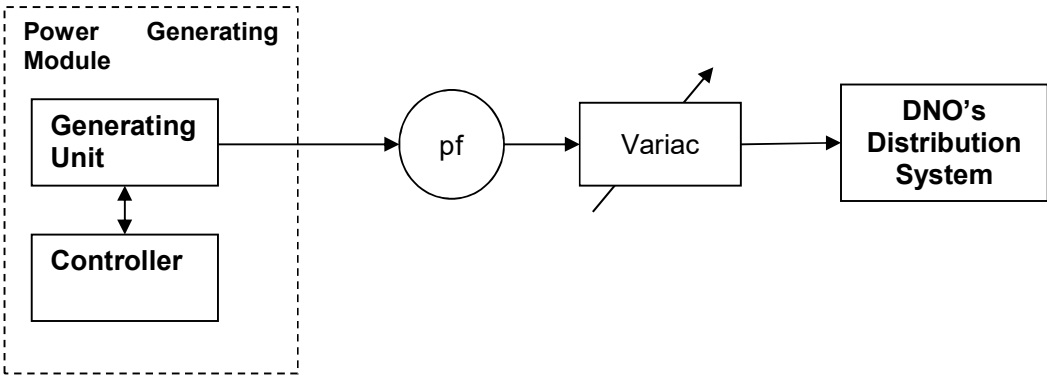 Power Generating
Module
Generating
Unit
Controller
pf
Variac
DNO's
Distribution
System